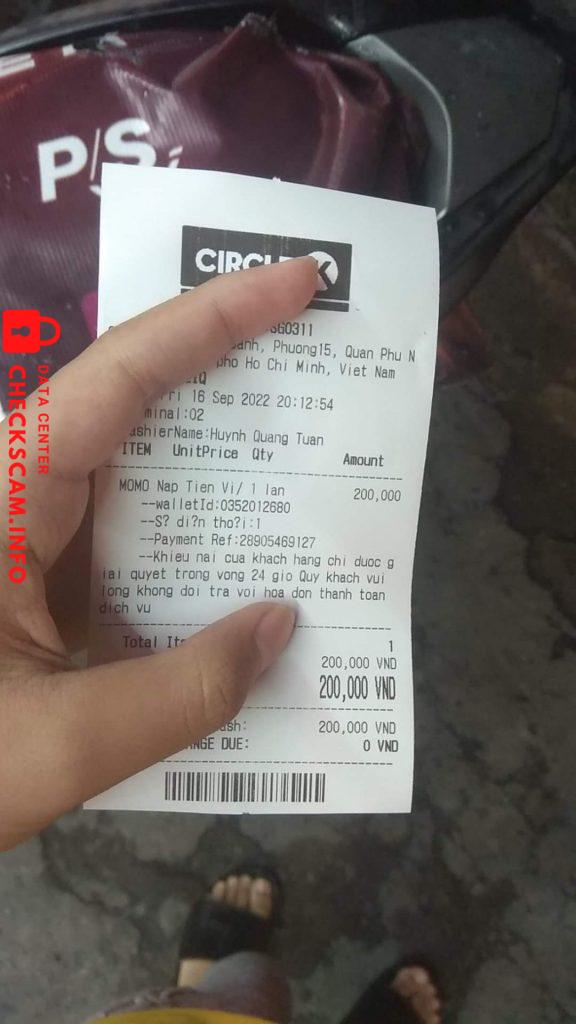 P/S
CIRCLE K
SG0311
anh, Phuong15, Quan Phu N
pho Ho Chi Minh, Viet Nam
Fri 16 Sep 2022 20:12:54
minal:02
ashierName:Huynh Quang Tuan
ITEM UnitPrice Qty Amount
MOMO Nap Tien Vi/ 1 lan 200,000
--walletId:0352012680
--S? di?n tho?i:1
--Payment Ref:28905469127
--Khieu nai cua khach hang chi duoc g
iai quyet trong vong 24 gio Quy khach vui
long khong doi tra voi hoa don thanh toan
dich vu
Total Ite 1
200,000 VND
200,000 VND
ash: 200,000 VND
ANGE DUE: 0 VND
DATA CENTER
CHECKSCAM.INFO